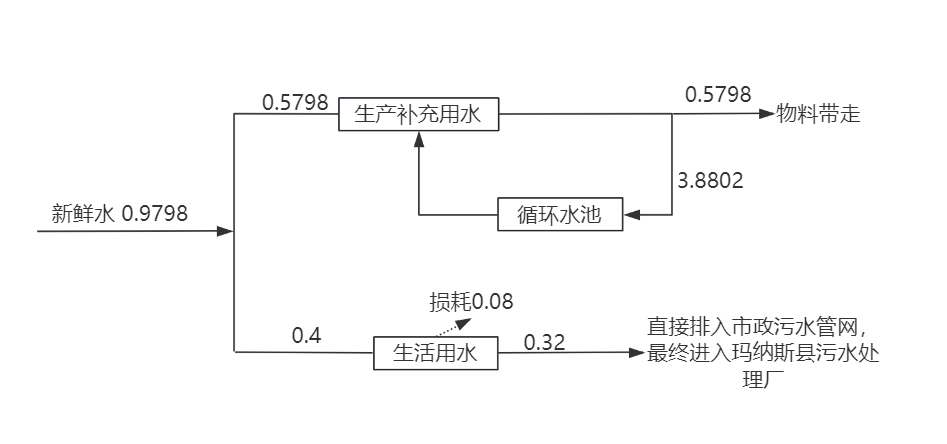 0.5798
生产补充用水
0.5798
物料带走
3.8802
循环水池
新鲜水 0.9798
损耗0.08
0.4
生活用水
0.32
直接排入市政污水管网，
最终进入玛纳斯县污水处
理厂